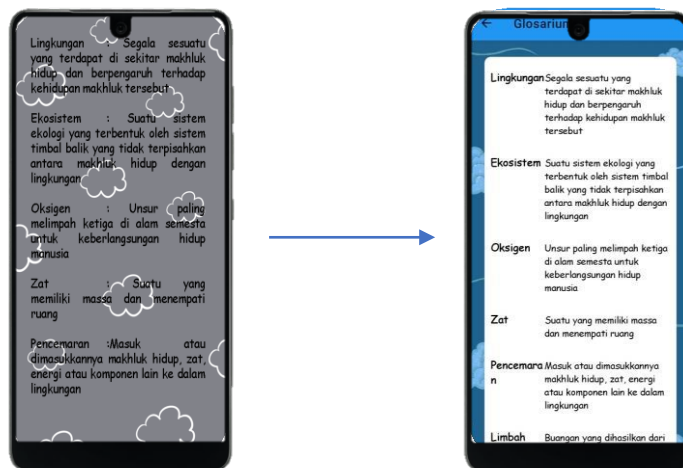 Lingkungan : Segala sesuatu
yang terdapat di sekitar makhluk
hidup dan berpengaruh terhadap
kehidupan makhluk tersebut
Ekosistem : Suatu sistem
ekologi yang terbentuk oleh sistem
timbal balik yang tidak terpisahkan
antara makhluk hidup dengan
lingkungan
Oksigen : Unsur paling
melimpah ketiga di alam semesta
untuk keberlangsungan hidup
manusia
Zat : Suatu yang
memiliki massa dan menempati
ruang
Pencemaran :Masuk atau
dimasukkannya makhluk hidup, zat,
energi atau komponen lain ke dalam
lingkungan
Glosarium
Lingkungan Segala sesuatu yang
terdapat di sekitar makhluk
hidup dan berpengaruh
terhadap kehidupan makhluk
tersebut
Ekosistem Suatu sistem ekologi yang
terbentuk oleh sistem timbal
balik yang tidak terpisahkan
antara makhluk hidup dengan
lingkungan
Oksigen Unsur paling melimpah ketiga
di alam semesta untuk
keberlangsungan hidup
manusia
Zat Suatu yang memiliki massa
dan menempati ruang
Pencemara Masuk atau dimasukkannya
n makhluk hidup, zat, energi
atau komponen lain ke dalam
lingkungan
Limbah Buangan yang dihasilkan dari